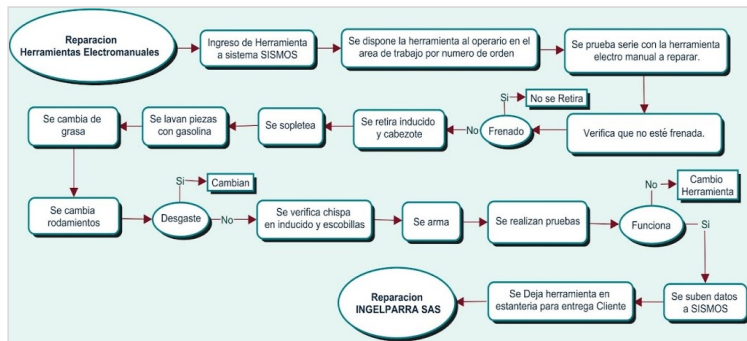 Reparacion
Herramientas Electromanuales
Ingreso de Herramienta
a sistema SISMOS
Se dispone la herramienta al operario en el
area de trabajo por numero de orden
Se prueba serie con la herramienta
electro manual a reparar.
Verifica que no esté frenada.
Frenado
Si
No se Retira
No
Se retira inducido
y cabezote
Se sopletea
Se lavan piezas
con gasolina
Se cambia de
grasa
Se cambia
rodamientos
Desgaste
Si
Cambian
No
Se verifica chispa
en inducido y escobillas
Se arma
Se realizan pruebas
Funciona
No
Cambio
Herramienta
Si
Se suben datos
a SISMOS
Se Deja herramienta en
estanteria para entrega Cliente
Reparacion
INGELPARRA SAS